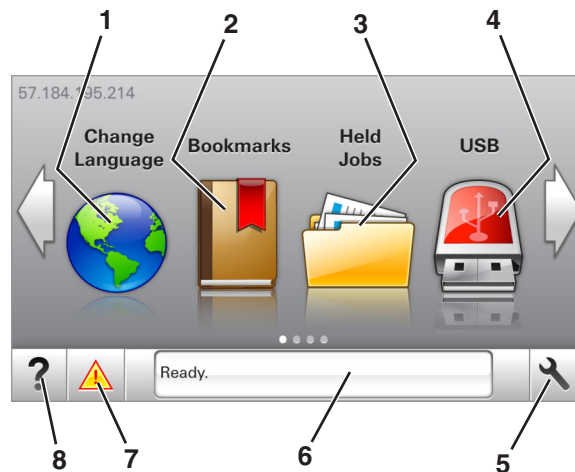 1 2 3 4
57.184.195.214
Change Language
Bookmarks
Held Jobs
USB
?
Ready.
8 7 6 5